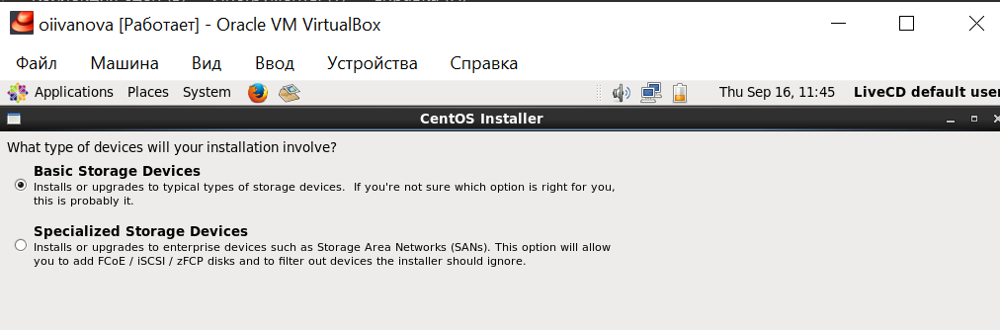 oiivanova [Работает] - Oracle VM VirtualBox
Файл Машина Вид Ввод Устройства Справка
Applications Places System Thu Sep 16, 11:45 LiveCD default user
CentOS Installer
What type of devices will your installation involve?
Basic Storage Devices
Installs or upgrades to typical types of storage devices.  If you're not sure which option is right for you,
this is probably it.
Specialized Storage Devices
Installs or upgrades to enterprise devices such as Storage Area Networks (SANs). This option will allow
you to add FCoE / iSCSI / zFCP disks and to filter out devices the installer should ignore.